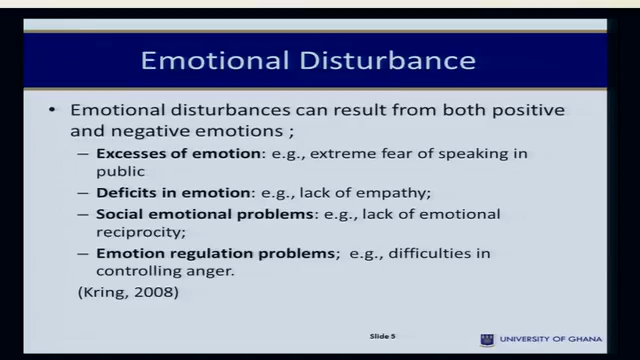 Emotional Disturbance
• Emotional disturbances can result from both positive
and negative emotions ;
– Excesses of emotion: e.g., extreme fear of speaking in
public
– Deficits in emotion: e.g., lack of empathy;
– Social emotional problems: e.g., lack of emotional
reciprocity;
– Emotion regulation problems; e.g., difficulties in
controlling anger.
(Kring, 2008)
Slide 5
UNIVERSITY OF GHANA